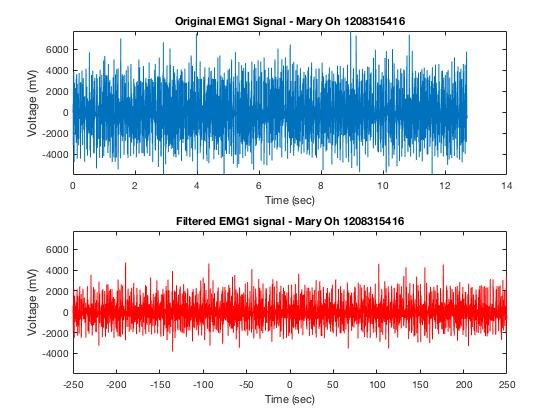 Original EMG1 Signal - Mary Oh 1208315416
Voltage (mV)
6000
4000
2000
0
-2000
-4000
0 2 4 6 8 10 12 14
Time (sec)
Filtered EMG1 signal - Mary Oh 1208315416
Voltage (mV)
6000
4000
2000
0
-2000
-4000
-250 -200 -150 -100 -50 0 50 100 150 200 250
Time (sec)